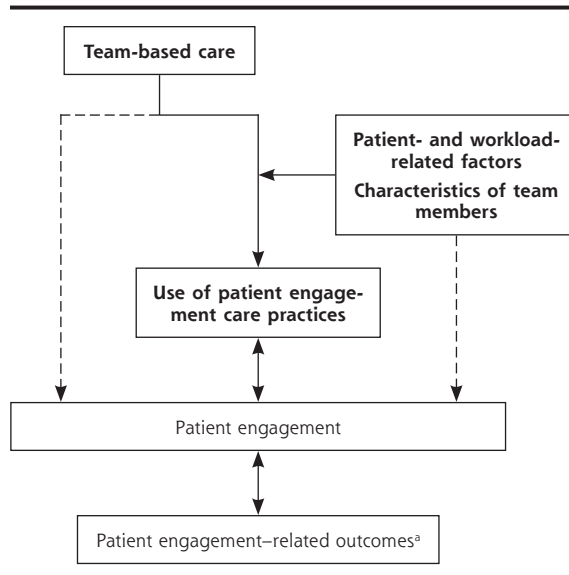 Team-based care
Patient- and workload-
related factors
Characteristics of team
members
Use of patient engage-
ment care practices
Patient engagement
Patient engagement–related outcomesᵃ